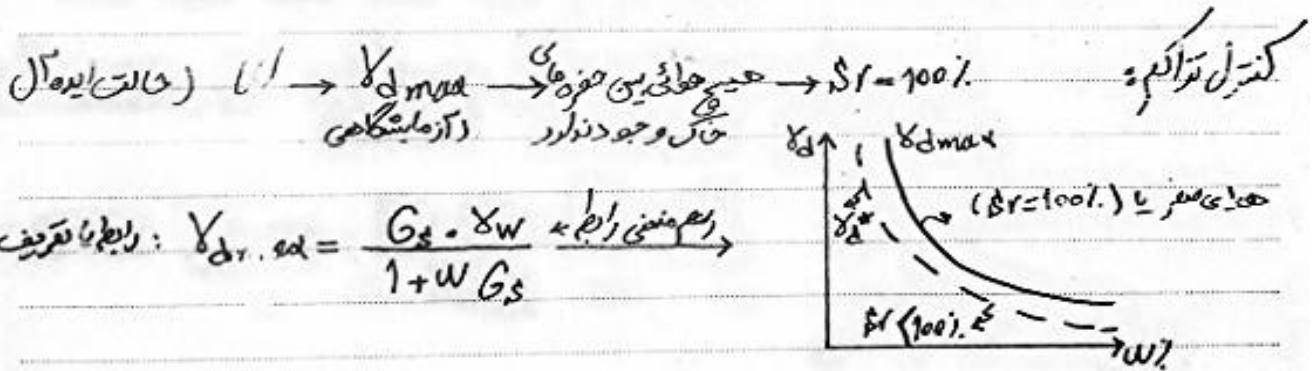 کنترل تراکم: Sr = 100% ← هیچ هوائی بین حفره های خاک وجود ندارد ← γd max آزمایشگاهی ← (حالت ایده آل
رابطه با تعریف: γd = Gs . γw / 1 + w Gs رسم منحنی رابطه
γd
γd max
هوای صفر یا (Sr = 100%)
γd*
Sr < 100%
w%